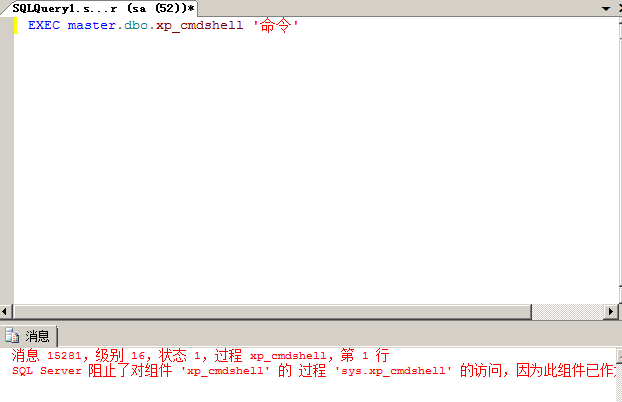 SQLQuery1.s...r (sa (52))*
EXEC master.dbo.xp_cmdshell '命令'
消息
消息 15281，级别 16，状态 1，过程 xp_cmdshell，第 1 行
SQL Server 阻止了对组件 'xp_cmdshell' 的 过程 'sys.xp_cmdshell' 的访问，因为此组件已作